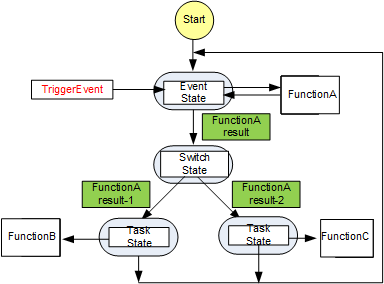 Start
TriggerEvent
Event
State
FunctionA
FunctionA
result
Switch
State
FunctionA
result-1
FunctionA
result-2
FunctionB
Task
State
Task
State
FunctionC